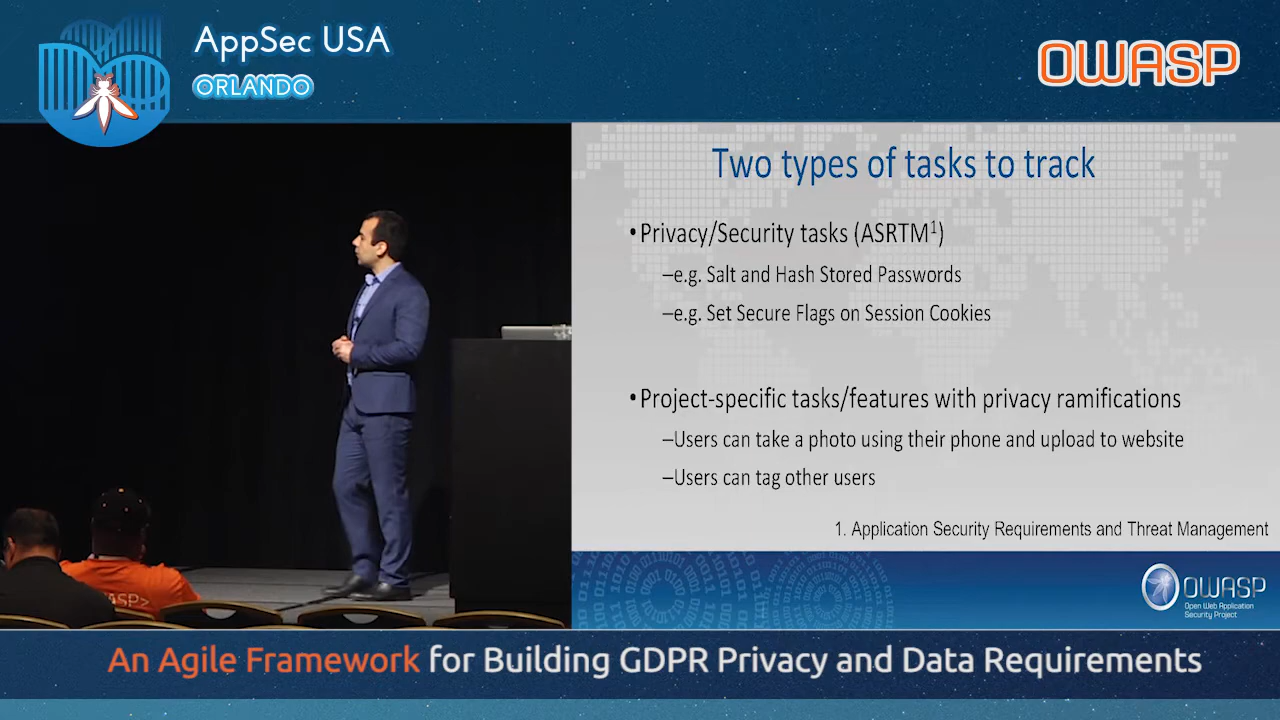 AppSec USA
ORLANDO
OWASP
Two types of tasks to track
•Privacy/Security tasks (ASRTM¹)
–e.g. Salt and Hash Stored Passwords
–e.g. Set Secure Flags on Session Cookies
•Project-specific tasks/features with privacy ramifications
–Users can take a photo using their phone and upload to website
–Users can tag other users
1. Application Security Requirements and Threat Management
OWASP
Open Web Application
Security Project
An Agile Framework for Building GDPR Privacy and Data Requirements